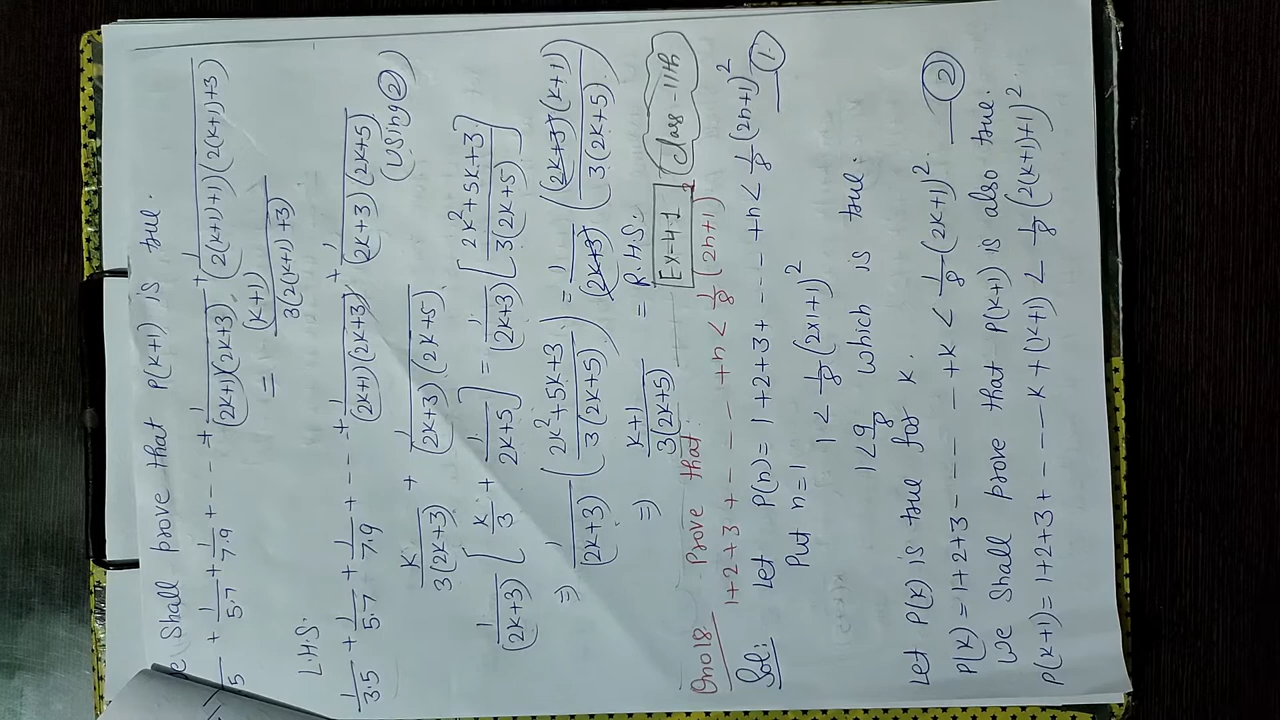 We Shall prove that P(K+1) is true.
5 + 1/5·7 + 1/7·9 + - - - + 1/(2K+1)(2K+3) + 1/(2(K+1)+1)(2(K+1)+3)
= (K+1)/3(2(K+1)+3)
L.H.S.
1/3·5 + 1/5·7 + 1/7·9 + - - - + 1/(2K+1)(2K+3) + 1/(2K+3)(2K+5)
K/3(2K+3) + 1/(2K+3)(2K+5) (Using ②)
1/(2K+3) [K/3 + 1/2K+5] = 1/(2K+3) [2K²+5K+3/3(2K+5)]
⇒ 1/(2K+3) (2K²+5K+3/3(2K+5)) = 1/(2K+3) ((2K+3)(K+1)/3(2K+5))
⇒ K+1/3(2K+5) = R.H.S.
Ex-4.1 Class-11th
Qno18 Prove that:
1+2+3+ - - - - +n < 1/8 (2n+1)²
Sol: Let P(n) = 1+2+3+ - - - +n < 1/8 (2n+1)² ①
Put n=1
1 < 1/8 (2×1+1)²
1 < 9/8 which is true.
Let P(K) is true for K.
P(K) = 1+2+3 - - - - - +K < 1/8 (2K+1)². ②
We Shall prove that P(K+1) is also true.
P(K+1) = 1+2+3+ - - - - K + (K+1) < 1/8 (2(K+1)+1)².